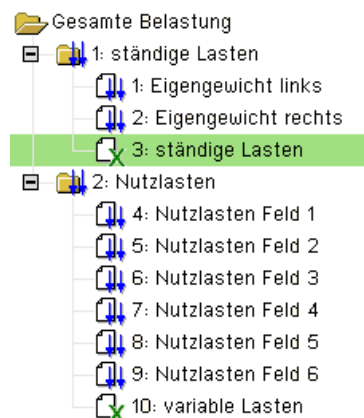 Gesamte Belastung
1: ständige Lasten
1: Eigengewicht links
2: Eigengewicht rechts
3: ständige Lasten
2: Nutzlasten
4: Nutzlasten Feld 1
5: Nutzlasten Feld 2
6: Nutzlasten Feld 3
7: Nutzlasten Feld 4
8: Nutzlasten Feld 5
9: Nutzlasten Feld 6
10: variable Lasten